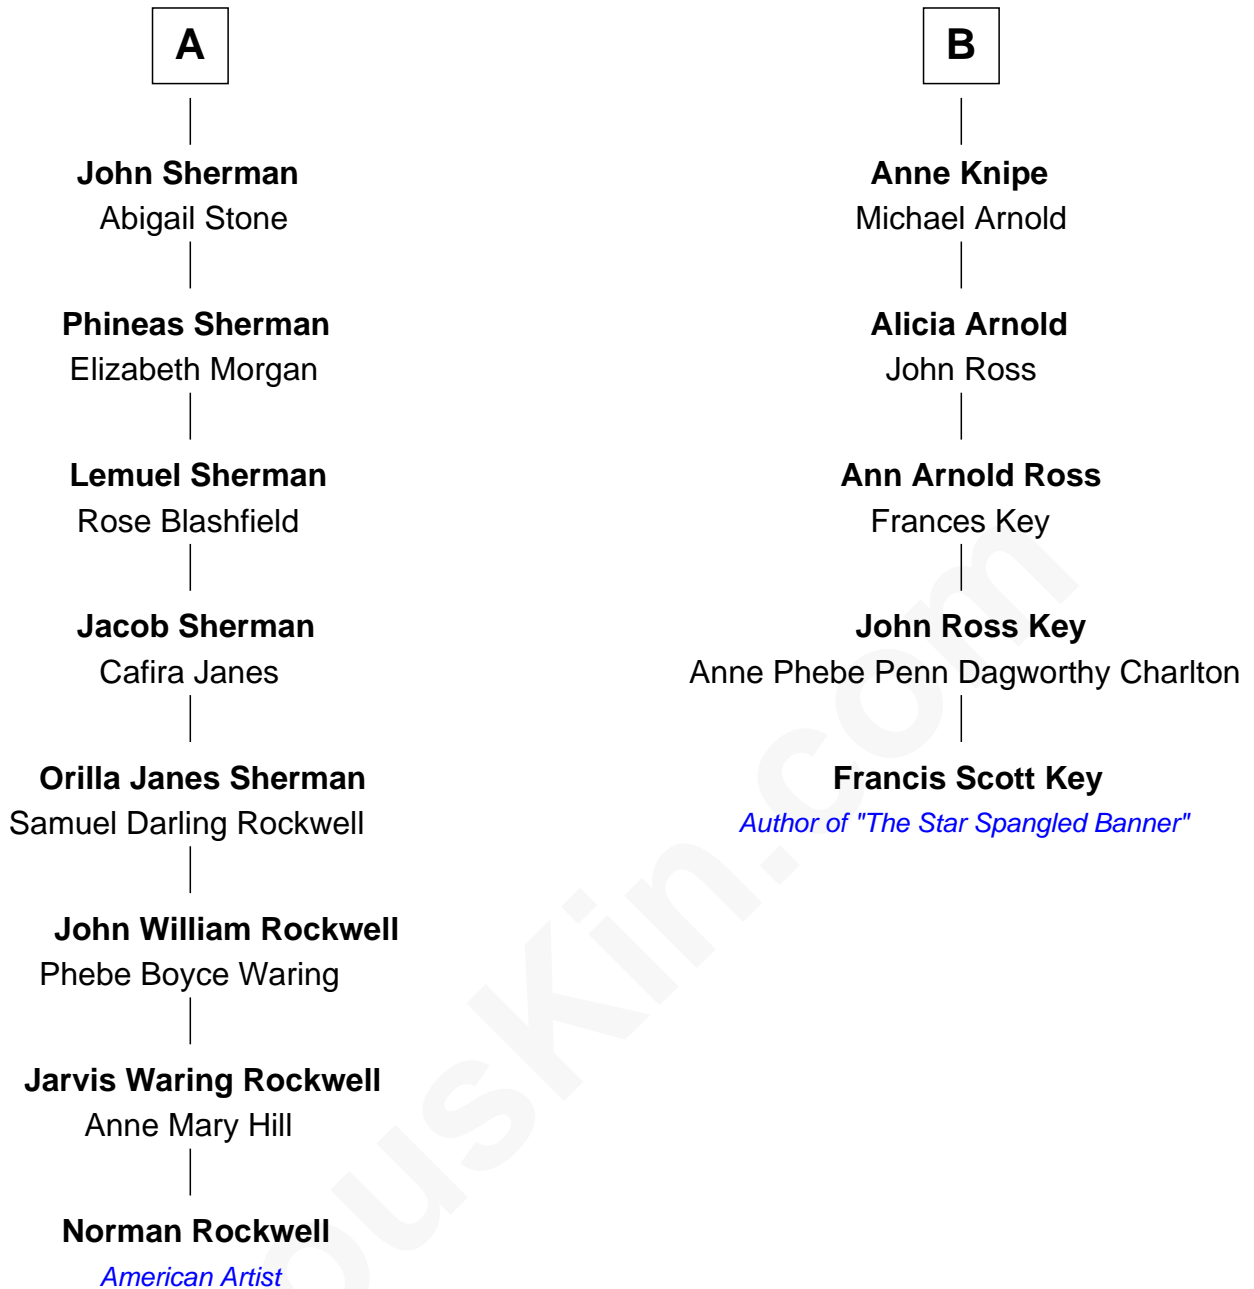 A
John Sherman
Abigail Stone
Phineas Sherman
Elizabeth Morgan
Lemuel Sherman
Rose Blashfield
Jacob Sherman
Cafira Janes
Orilla Janes Sherman
Samuel Darling Rockwell
John William Rockwell
Phebe Boyce Waring
Jarvis Waring Rockwell
Anne Mary Hill
Norman Rockwell
American Artist
B
Anne Knipe
Michael Arnold
Alicia Arnold
John Ross
Ann Arnold Ross
Frances Key
John Ross Key
Anne Phebe Penn Dagworthy Charlton
Francis Scott Key
Author of "The Star Spangled Banner"
ousKin.com